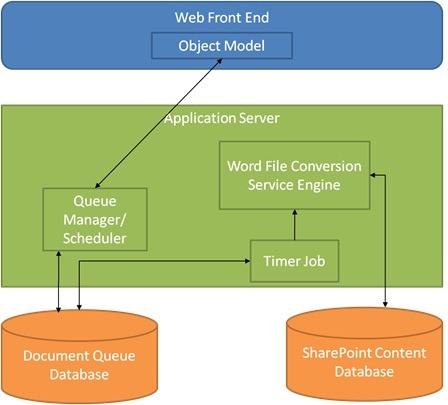 Web Front End
Object Model
Application Server
Word File Conversion
Service Engine
Queue
Manager/
Scheduler
Timer Job
Document Queue
Database
SharePoint Content
Database